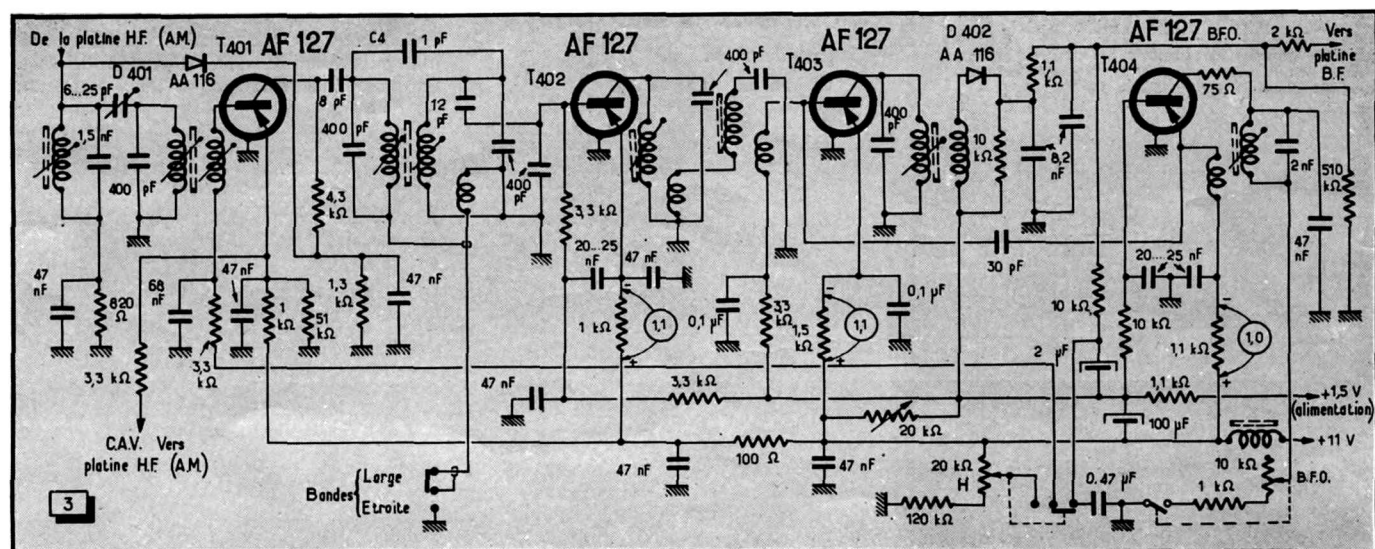 De la platine H.F. (A.M.)
D 401
AA 116
T401
AF 127
C4
1 pF
AF 127
T402
400 pF
AF 127
T403
D 402
AA 116
1,1 kΩ
AF 127
B.F.O.
T404
2 kΩ
Vers platine B.F.
6...25 pF
1,5 nF
400 pF
8 pF
400 pF
12 pF
400 pF
400 pF
10 kΩ
8,2 nF
75 Ω
2 nF
510 kΩ
4,3 kΩ
3,3 kΩ
20...25 nF
47 nF
30 pF
20...25 nF
47 nF
47 nF
820 Ω
68 nF
47 nF
1 kΩ
51 kΩ
1,3 kΩ
47 nF
1 kΩ
-
1,1
+
0,1 µF
33 kΩ
1,5 kΩ
-
1,1
+
0,1 µF
10 kΩ
10 kΩ
-
1,0
+
1,1 kΩ
2 µF
3,3 kΩ
3,3 kΩ
47 nF
3,3 kΩ
20 kΩ
1,1 kΩ
+1,5 V
(alimentation)
100 µF
+11 V
C.A.V. Vers
platine H.F. (A.M.)
47 nF
100 Ω
47 nF
20 kΩ
H
120 kΩ
0.47 µF
1 kΩ
10 kΩ
B.F.O.
Bandes
Large
Etroite
3